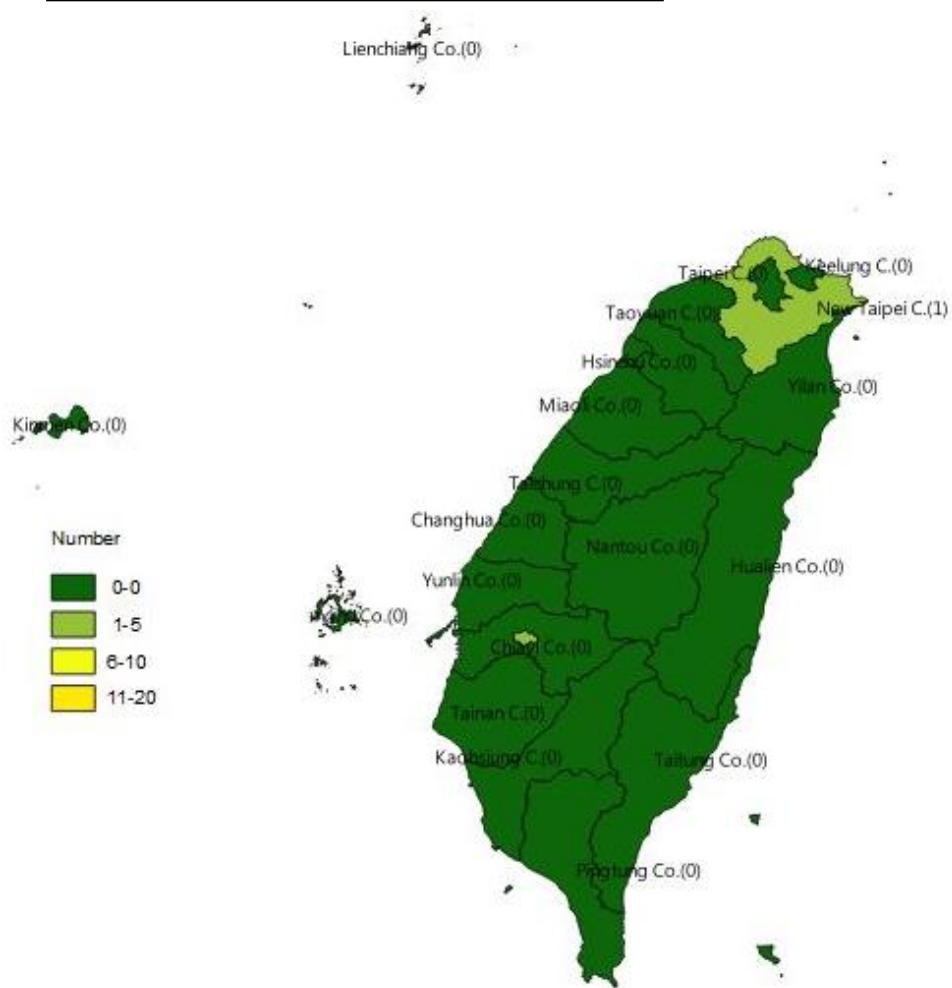 Lienchiang Co.(0)
Taipei C.(0)
Keelung C.(0)
New Taipei C.(1)
Taoyuan C.(0)
Hsinchu Co.(0)
Yilan Co.(0)
Miaoli Co.(0)
Kinmen Co.(0)
Taishung C.(0)
Changhua Co.(0)
Nantou Co.(0)
Hualien Co.(0)
Yunlin Co.(0)
Co.(0)
Chiayi Co.(0)
Tainan C.(0)
Kaohsiung C.(0)
Taitung Co.(0)
Pingtung Co.(0)
Number
0-0
1-5
6-10
11-20